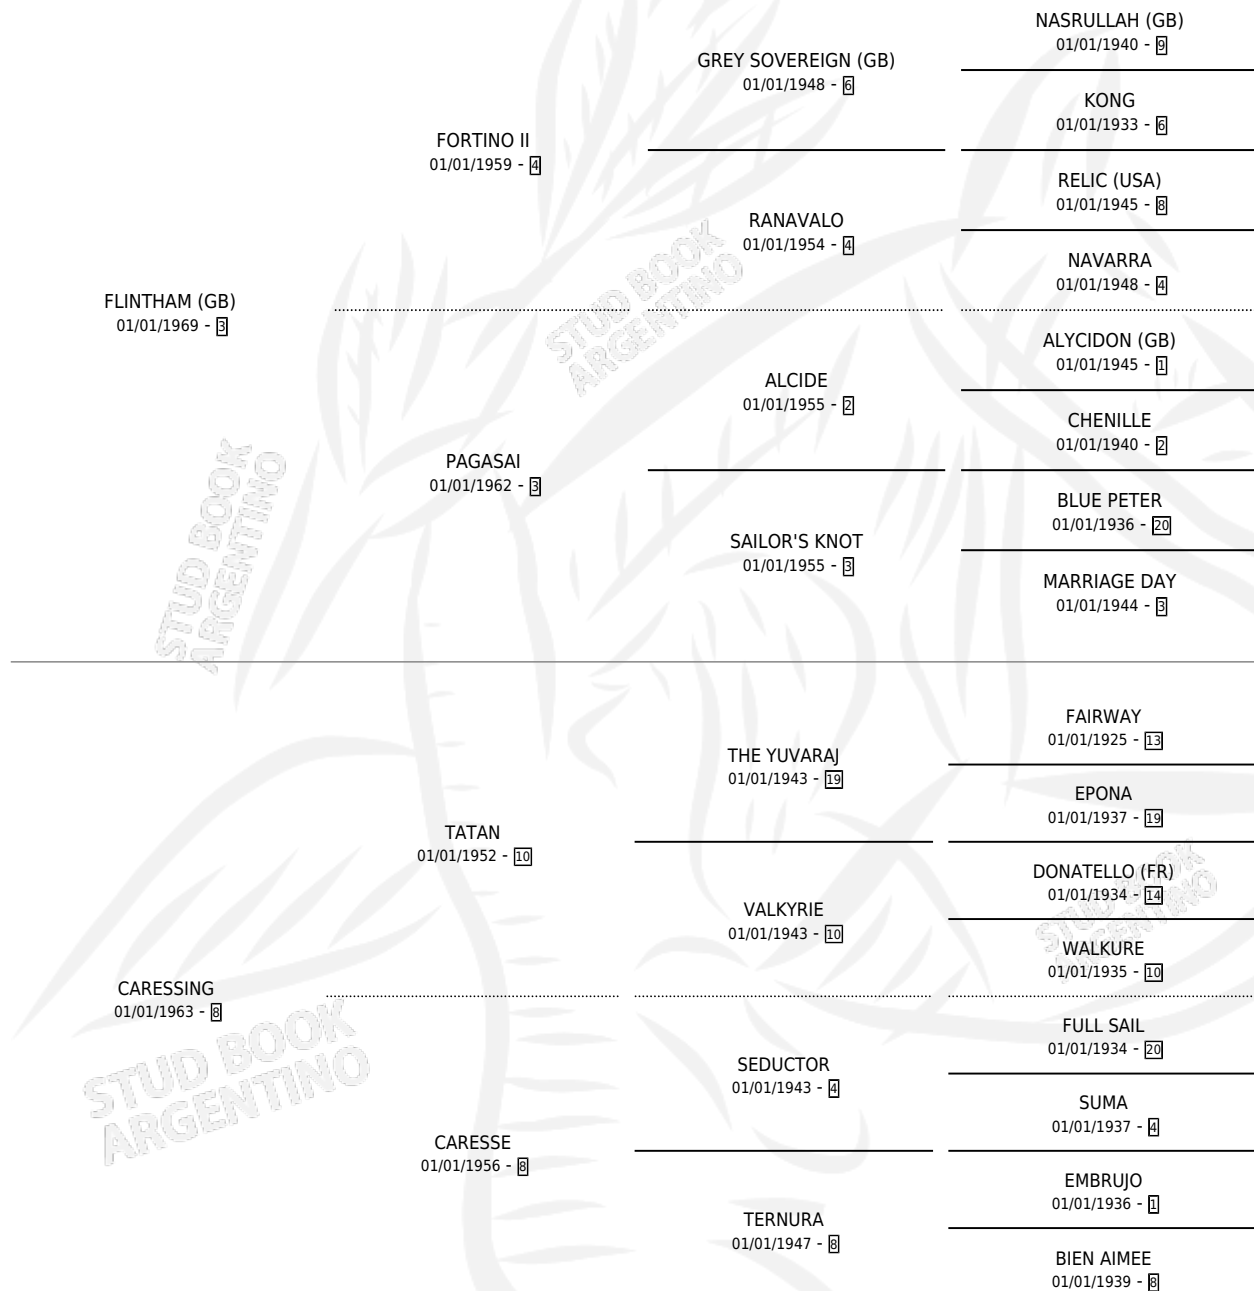 NASRULLAH (GB)
01/01/1940 - 9
GREY SOVEREIGN (GB)
01/01/1948 - 6
KONG
01/01/1933 - 6
FORTINO II
01/01/1959 - 4
RELIC (USA)
01/01/1945 - 8
RANAVALO
01/01/1954 - 4
NAVARRA
01/01/1948 - 4
FLINTHAM (GB)
01/01/1969 - 3
ALYCIDON (GB)
01/01/1945 - 1
ALCIDE
01/01/1955 - 2
CHENILLE
01/01/1940 - 2
PAGASAI
01/01/1962 - 3
BLUE PETER
01/01/1936 - 20
SAILOR'S KNOT
01/01/1955 - 3
MARRIAGE DAY
01/01/1944 - 3
STUD BOOK
ARGENTINO
STUD BOOK
ARGENTINO
FAIRWAY
01/01/1925 - 13
THE YUVARAJ
01/01/1943 - 19
EPONA
01/01/1937 - 19
TATAN
01/01/1952 - 10
DONATELLO (FR)
01/01/1934 - 14
VALKYRIE
01/01/1943 - 10
WALKURE
01/01/1935 - 10
STUD BOOK
ARGENTINO
CARESSING
01/01/1963 - 8
FULL SAIL
01/01/1934 - 20
SEDUCTOR
01/01/1943 - 4
SUMA
01/01/1937 - 4
CARESSE
01/01/1956 - 8
EMBRUJO
01/01/1936 - 1
TERNURA
01/01/1947 - 8
BIEN AIMEE
01/01/1939 - 8
STUD BOOK
ARGENTINO